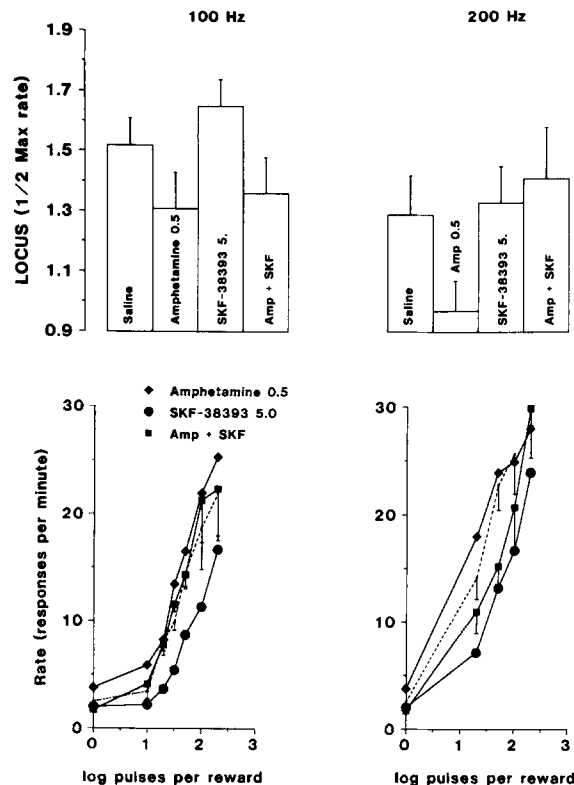 100 Hz
200 Hz
LOCUS (1/2 Max rate)
1.9
1.7
1.5
1.3
1.1
0.9
Saline
Amphetamine 0.5
SKF-38393 5.
Amp + SKF
Saline
Amp 0.5
SKF-38393 5.
Amp + SKF
Amphetamine 0.5
SKF-38393 5.0
Amp + SKF
Rate (responses per minute)
30
20
10
0
0 1 2 3
log pulses per reward
30
20
10
0
0 1 2 3
log pulses per reward